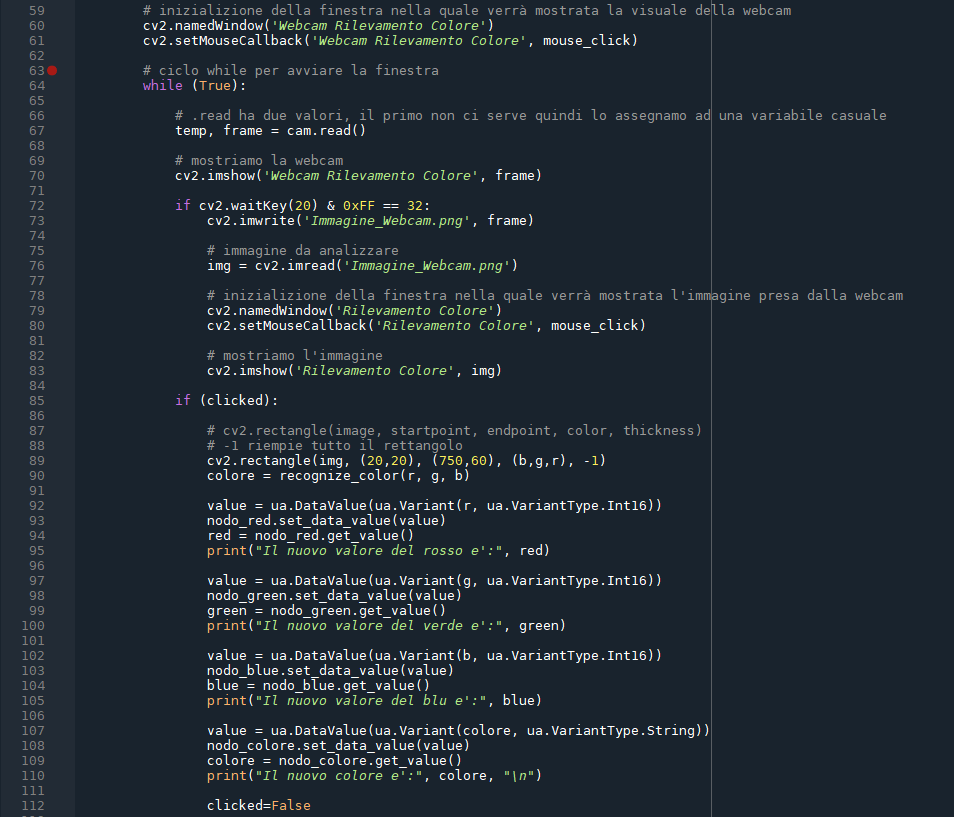 59 # inizializione della finestra nella quale verrà mostrata la visuale della webcam
60 cv2.namedWindow('Webcam Rilevamento Colore')
61 cv2.setMouseCallback('Webcam Rilevamento Colore', mouse_click)
62
63 # ciclo while per avviare la finestra
64 while (True):
65
66 # .read ha due valori, il primo non ci serve quindi lo assegnamo ad una variabile casuale
67 temp, frame = cam.read()
68
69 # mostriamo la webcam
70 cv2.imshow('Webcam Rilevamento Colore', frame)
71
72 if cv2.waitKey(20) & 0xFF == 32:
73 cv2.imwrite('Immagine_Webcam.png', frame)
74
75 # immagine da analizzare
76 img = cv2.imread('Immagine_Webcam.png')
77
78 # inizializione della finestra nella quale verrà mostrata l'immagine presa dalla webcam
79 cv2.namedWindow('Rilevamento Colore')
80 cv2.setMouseCallback('Rilevamento Colore', mouse_click)
81
82 # mostriamo l'immagine
83 cv2.imshow('Rilevamento Colore', img)
84
85 if (clicked):
86
87 # cv2.rectangle(image, startpoint, endpoint, color, thickness)
88 # -1 riempie tutto il rettangolo
89 cv2.rectangle(img, (20,20), (750,60), (b,g,r), -1)
90 colore = recognize_color(r, g, b)
91
92 value = ua.DataValue(ua.Variant(r, ua.VariantType.Int16))
93 nodo_red.set_data_value(value)
94 red = nodo_red.get_value()
95 print("Il nuovo valore del rosso e':", red)
96
97 value = ua.DataValue(ua.Variant(g, ua.VariantType.Int16))
98 nodo_green.set_data_value(value)
99 green = nodo_green.get_value()
100 print("Il nuovo valore del verde e':", green)
101
102 value = ua.DataValue(ua.Variant(b, ua.VariantType.Int16))
103 nodo_blue.set_data_value(value)
104 blue = nodo_blue.get_value()
105 print("Il nuovo valore del blu e':", blue)
106
107 value = ua.DataValue(ua.Variant(colore, ua.VariantType.String))
108 nodo_colore.set_data_value(value)
109 colore = nodo_colore.get_value()
110 print("Il nuovo colore e':", colore, "\n")
111
112 clicked=False